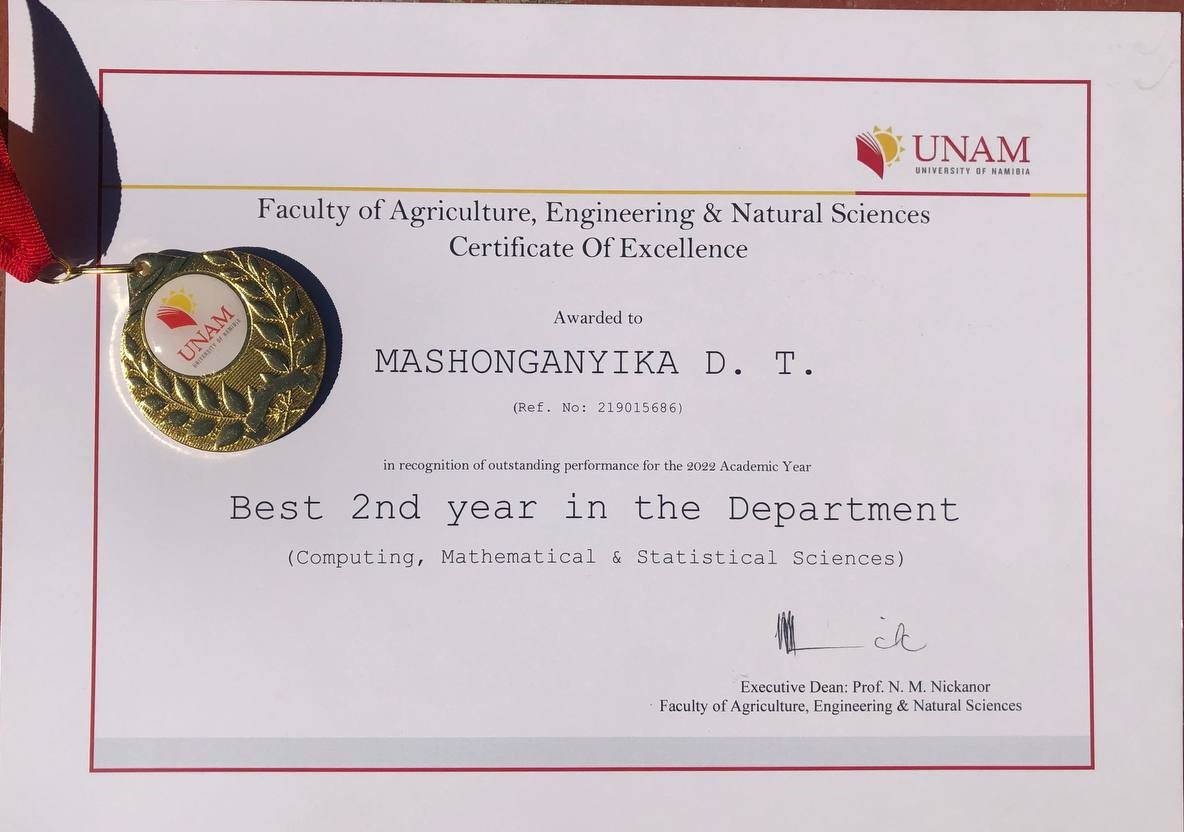 UNAM
UNIVERSITY OF NAMIBIA
Faculty of Agriculture, Engineering & Natural Sciences
Certificate Of Excellence
UNAM
UNIVERSITY OF NAMIBIA
Awarded to
MASHONGANYIKA D. T.
(Ref. No: 219015686)
in recognition of outstanding performance for the 2022 Academic Year
Best 2nd year in the Department
(Computing, Mathematical & Statistical Sciences)
Executive Dean: Prof. N. M. Nickanor
Faculty of Agriculture, Engineering & Natural Sciences